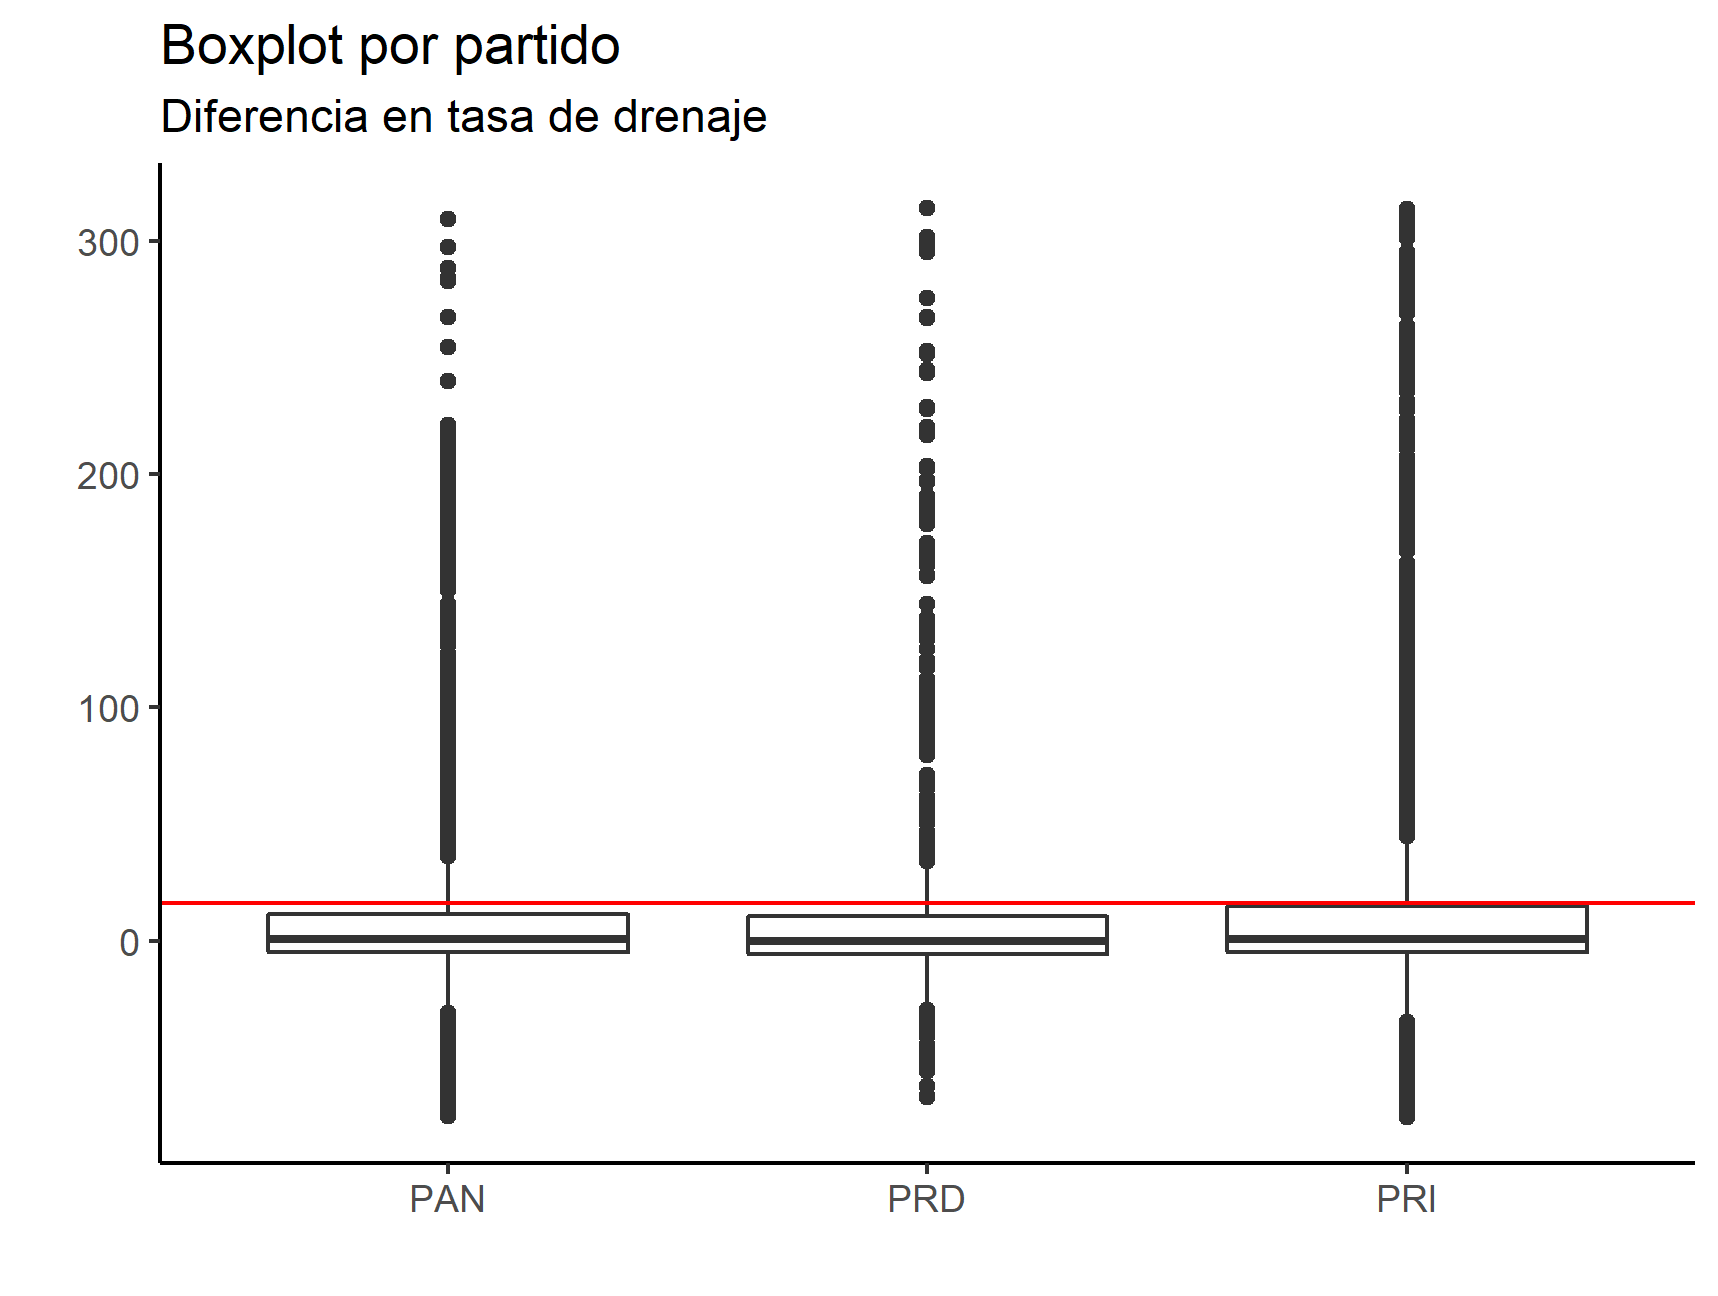 Boxplot por partido
Diferencia en tasa de drenaje
300
200
100
0
PAN PRD PRI